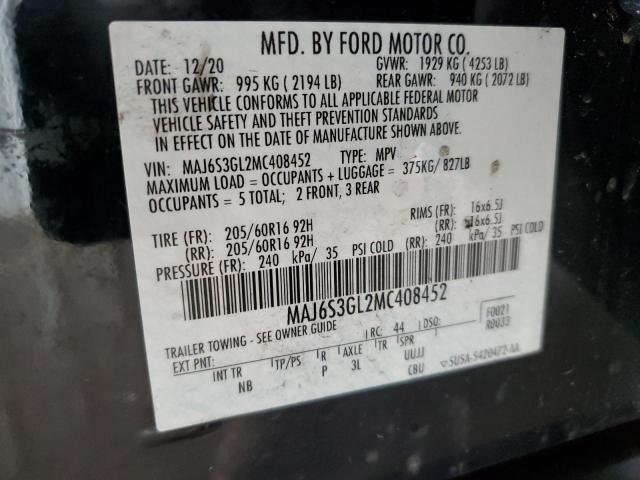 MFD. BY FORD MOTOR CO.
DATE: 12/20 GVWR: 1929 KG ( 4253 LB)
FRONT GAWR: 995 KG ( 2194 LB) REAR GAWR: 940 KG ( 2072 LB)
THIS VEHICLE CONFORMS TO ALL APPLICABLE FEDERAL MOTOR
VEHICLE SAFETY AND THEFT PREVENTION STANDARDS
IN EFFECT ON THE DATE OF MANUFACTURE SHOWN ABOVE.
VIN: MAJ6S3GL2MC408452 TYPE: MPV
MAXIMUM LOAD = OCCUPANTS + LUGGAGE = 375KG/ 827LB
OCCUPANTS = 5 TOTAL; 2 FRONT, 3 REAR
TIRE (FR): 205/60R16 92H RIMS (FR): 16x6.5J
(RR): 205/60R16 92H (RR): 16x6.5J
PRESSURE (FR): 240 kPa/ 35 PSI COLD (RR): 240 kPa/ 35 PSI COLD
MAJ6S3GL2MC408452
TRAILER TOWING - SEE OWNER GUIDE
F0021
R0033
EXT PNT: RC: 44 DSO:
INT TR TP/PS R AXLE TR SPR
NB P 3L UUJJ
CBU
5USA-S420472-AA